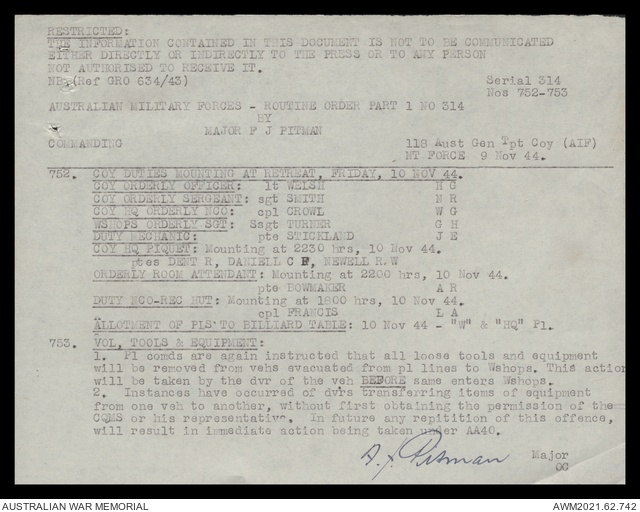 RESTRICTED:
THE INFORMATION CONTAINED IN THIS DOCUMENT IS NOT TO BE COMMUNICATED
EITHER DIRECTLY OR INDIRECTLY TO THE PRESS OR TO ANY PERSON
NOT AUTHORISED TO RECEIVE IT.
NB:(Ref GRO 634/43) Serial 314
Nos 752-753
AUSTRALIAN MILITARY FORCES - ROUTINE ORDER PART 1 NO 314
BY
MAJOR F J PITMAN
COMMANDING 118 Aust Gen Tpt Coy (AIF)
NT FORCE 9 Nov 44.
752. COY DUTIES MOUNTING AT RETREAT, FRIDAY, 10 NOV 44.
COY ORDERLY OFFICER: lt WELSH H G
COY ORDERLY SERGEANT: sgt SMITH N R
COY HQ ORDERLY NCO: cpl CROWL W G
WSHOPS ORDERLY SGT: Ssgt TURNER G H
DUTY MECHANIC: pte STICKLAND J E
COY HQ PIQUET: Mounting at 2230 hrs, 10 Nov 44.
ptes DENT R, DANIELL C F, NEWELL R.W
ORDERLY ROOM ATTENDANT: Mounting at 2200 hrs, 10 Nov 44.
pte BOWMAKER A R
DUTY NCO-REC HUT: Mounting at 1800 hrs, 10 Nov 44.
cpl FRANCIS L A
ALLOTMENT OF PLS TO BILLIARD TABLE: 10 Nov 44 - "W" & "HQ" Pl.
753. VOL, TOOLS & EQUIPMENT:
1. Pl comds are again instructed that all loose tools and equipment
will be removed from vehs evacuated from pl lines to Wshops. This action
will be taken by the dvr of the veh BEFORE same enters Wshops.
2. Instances have occurred of dvrs transferring items of equipment
from one veh to another, without first obtaining the permission of the
CQMS or his representative. In future any repitition of this offence,
will result in immediate action being taken under AA40.
Pitman Major
OC
AUSTRALIAN WAR MEMORIAL AWM2021.62.742